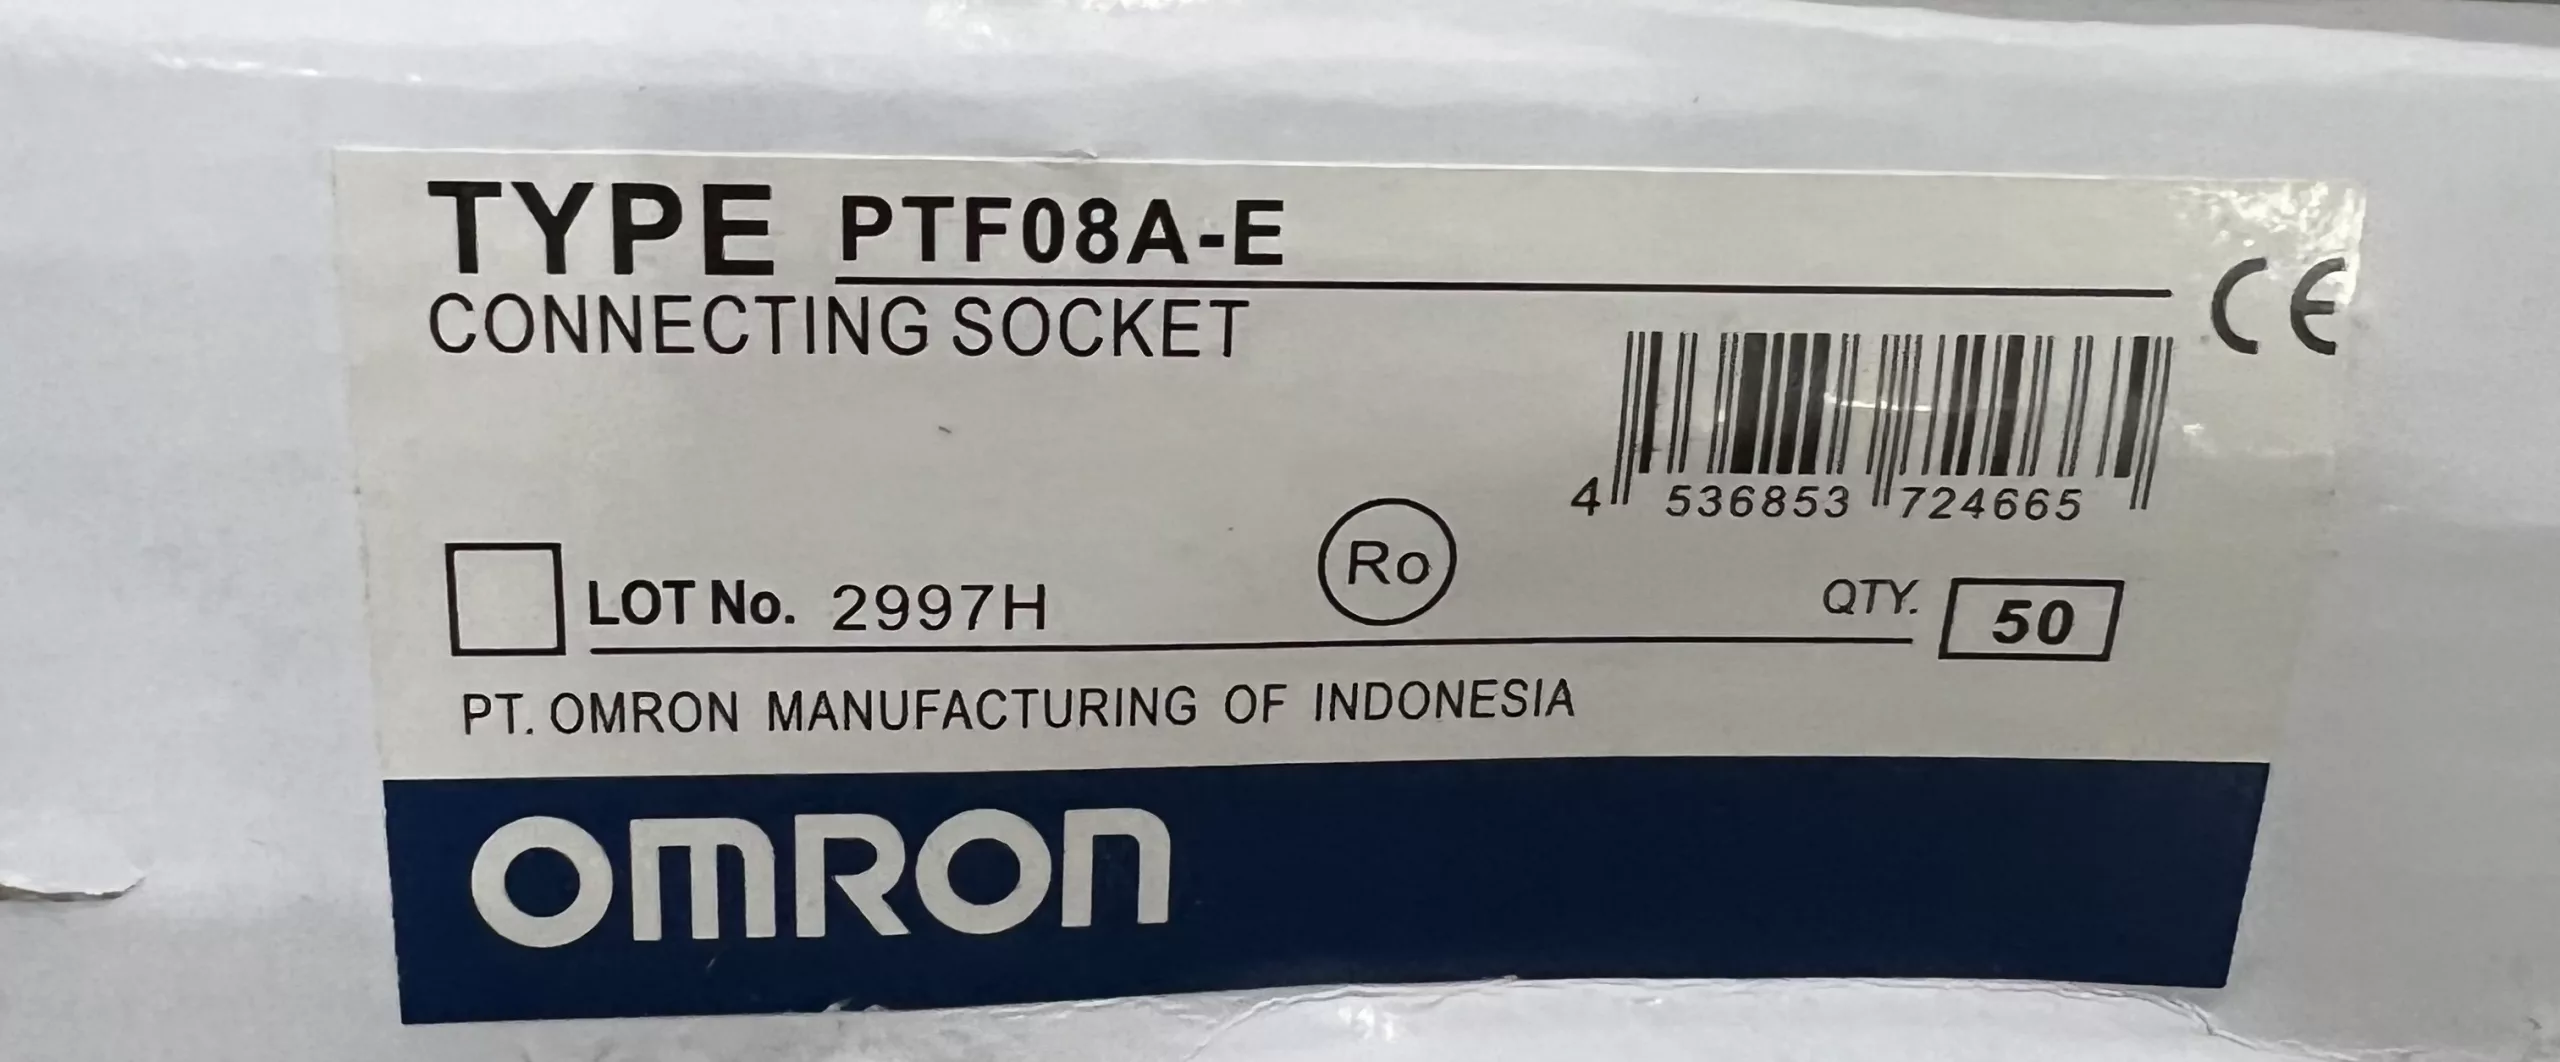 TYPE PTF08A-E
CONNECTING SOCKET
CE
4 536853 724665
LOT No. 2997H
Ro
QTY. 50
PT. OMRON MANUFACTURING OF INDONESIA
OMRON